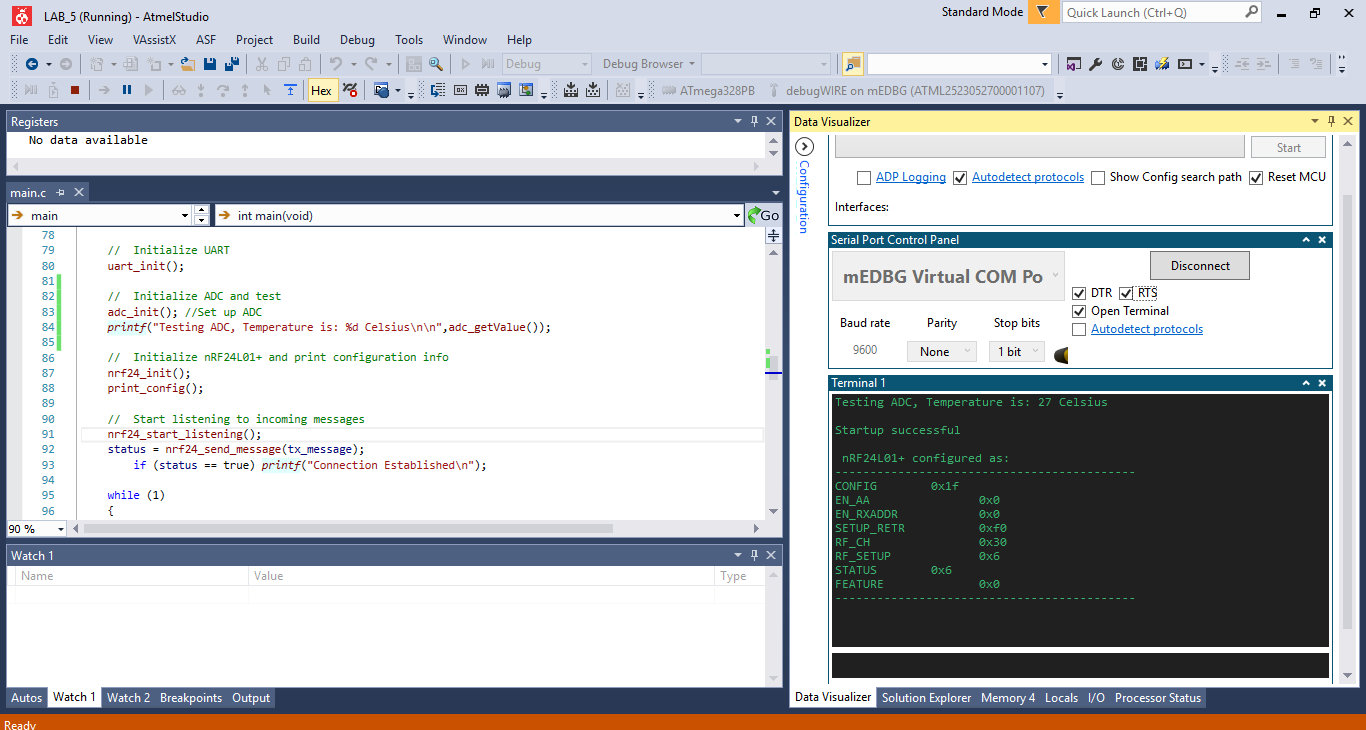 LAB_5 (Running) - AtmelStudio
Standard Mode
Quick Launch (Ctrl+Q)
File Edit View VAssistX ASF Project Build Debug Tools Window Help
Debug Debug Browser
Hex ATmega328PB debugWIRE on mEDBG (ATML2523052700001107)
Registers
No data available
main.c
main int main(void) Go
78
79 // Initialize UART
80 uart_init();
81
82 // Initialize ADC and test
83 adc_init(); //Set up ADC
84 printf("Testing ADC, Temperature is: %d Celsius\n\n",adc_getValue());
85
86 // Initialize nRF24L01+ and print configuration info
87 nrf24_init();
88 print_config();
89
90 // Start listening to incoming messages
91 nrf24_start_listening();
92 status = nrf24_send_message(tx_message);
93 if (status == true) printf("Connection Established\n");
94
95 while (1)
96 {
90 %
Watch 1
Name Value Type
Autos Watch 1 Watch 2 Breakpoints Output
Ready
Data Visualizer
Configuration
Start
ADP Logging Autodetect protocols Show Config search path Reset MCU
Interfaces:
Serial Port Control Panel
mEDBG Virtual COM Po
Disconnect
DTR RTS
Open Terminal
Autodetect protocols
Baud rate Parity Stop bits
9600 None 1 bit
Terminal 1
Testing ADC, Temperature is: 27 Celsius
Startup successful
nRF24L01+ configured as:
-------------------------------------------
CONFIG 0x1f
EN_AA 0x0
EN_RXADDR 0x0
SETUP_RETR 0xf0
RF_CH 0x30
RF_SETUP 0x6
STATUS 0x6
FEATURE 0x0
-------------------------------------------
Data Visualizer Solution Explorer Memory 4 Locals I/O Processor Status